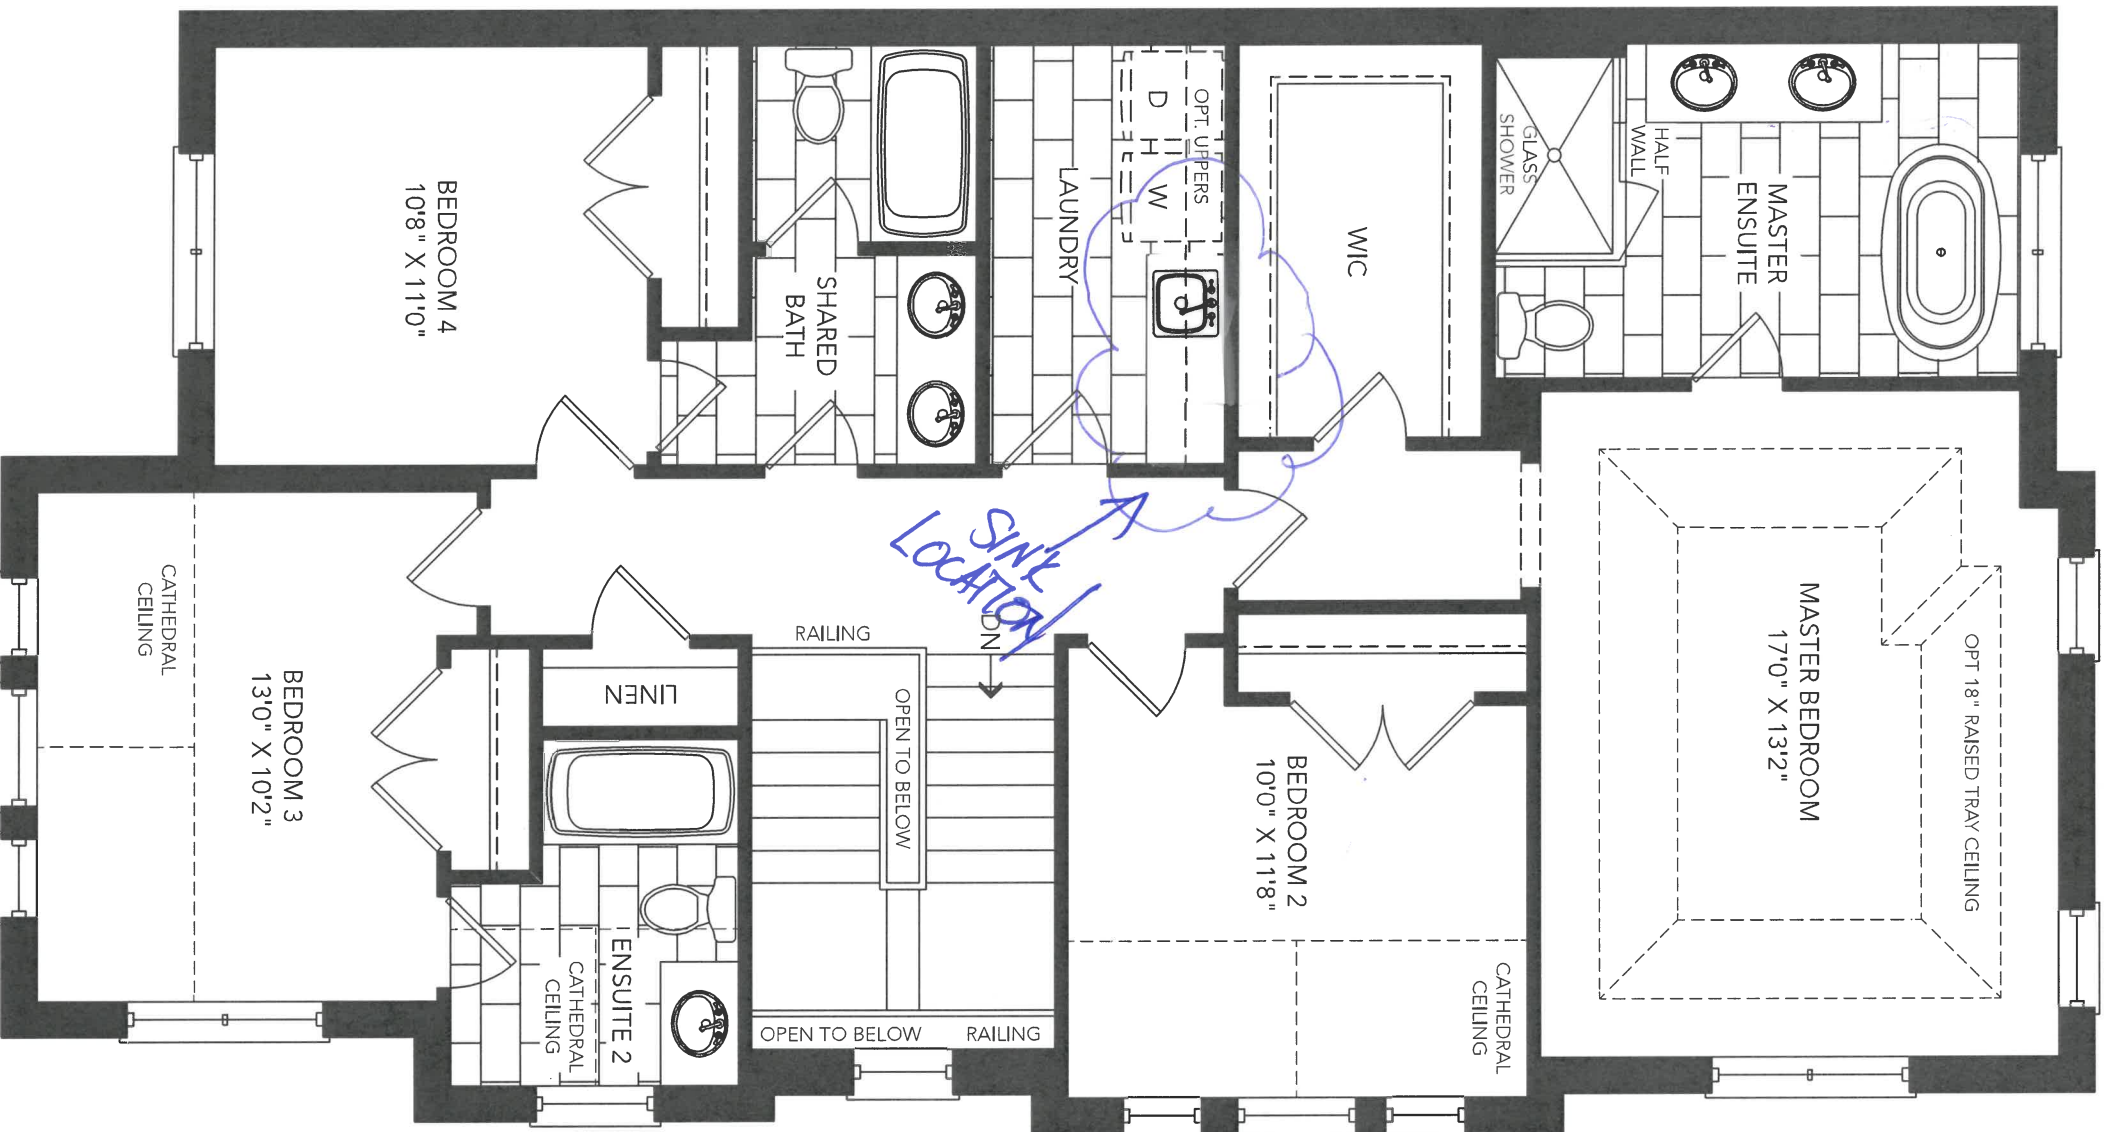 BEDROOM 4
10'8" X 11'0"
SHARED
BATH
LAUNDRY
D
H
W
OPT. UPPERS
WIC
GLASS
SHOWER
HALF
WALL
MASTER
ENSUITE
SINK
LOCATION
CATHEDRAL
CEILING
BEDROOM 3
13'0" X 10'2"
LINEN
RAILING
DN
OPEN TO BELOW
OPEN TO BELOW
RAILING
ENSUITE 2
CATHEDRAL
CEILING
BEDROOM 2
10'0" X 11'8"
CATHEDRAL
CEILING
MASTER BEDROOM
17'0" X 13'2"
OPT 18" RAISED TRAY CEILING